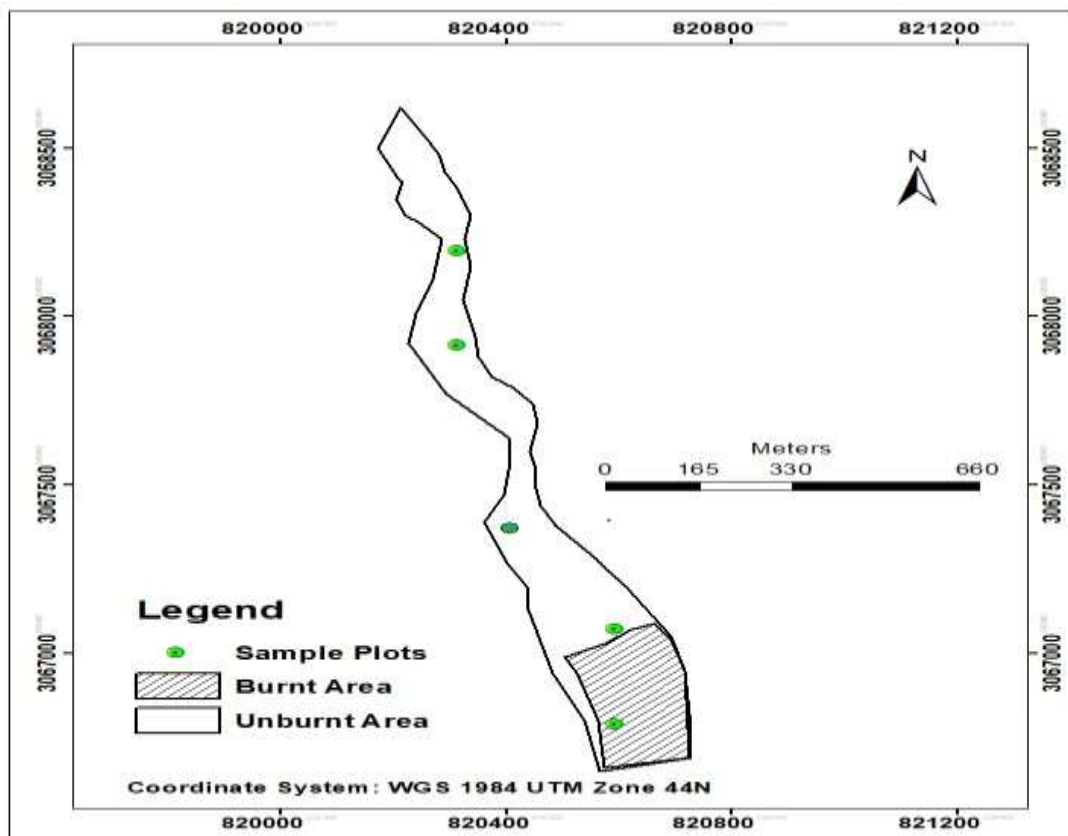 820000 820400 820800 821200
3068500 3068500
N
3068000 3068000
Meters
0 165 330 660
3067500 3067500
Legend
Sample Plots
3067000 3067000
Burnt Area
Unburnt Area
Coordinate System: WGS 1984 UTM Zone 44N
820000 820400 820800 821200